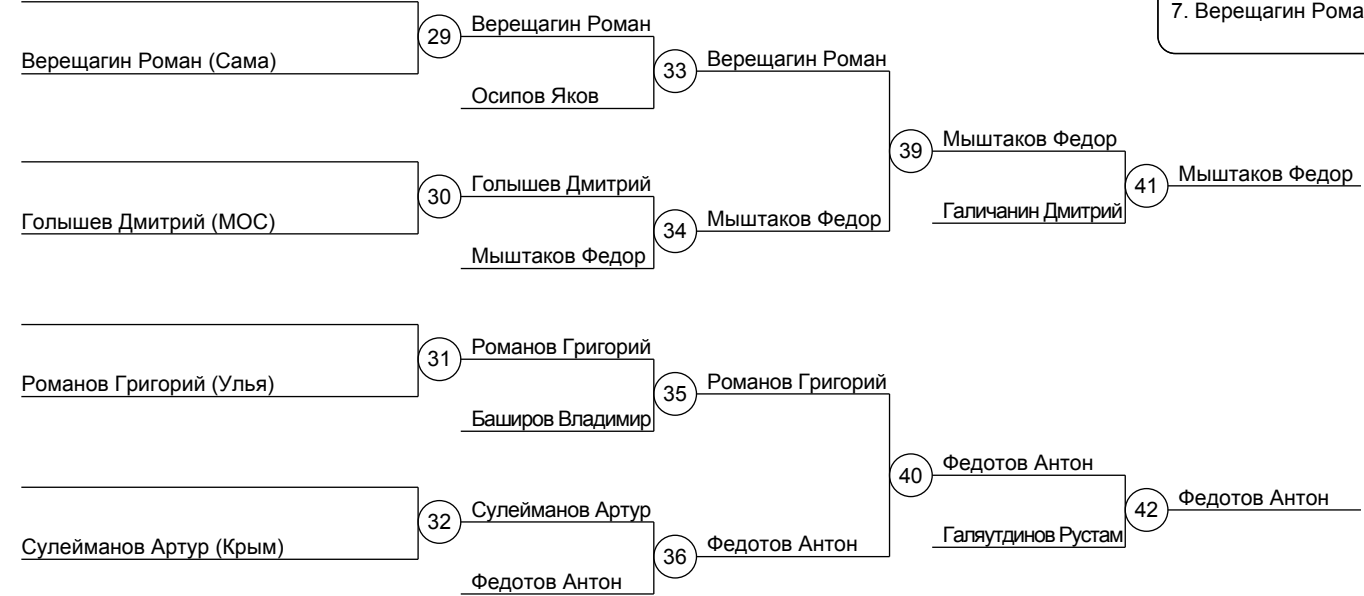 7. Верещагин Рома
29
Верещагин Роман
Верещагин Роман (Сама)
33
Верещагин Роман
Осипов Яков
39
Мыштаков Федор
41
Мыштаков Федор
30
Голышев Дмитрий
Голышев Дмитрий (МОС)
34
Мыштаков Федор
Галичанин Дмитрий
Мыштаков Федор
31
Романов Григорий
Романов Григорий (Улья)
35
Романов Григорий
Баширов Владимир
40
Федотов Антон
42
Федотов Антон
32
Сулейманов Артур
Сулейманов Артур (Крым)
36
Федотов Антон
Галяутдинов Рустам
Федотов Антон